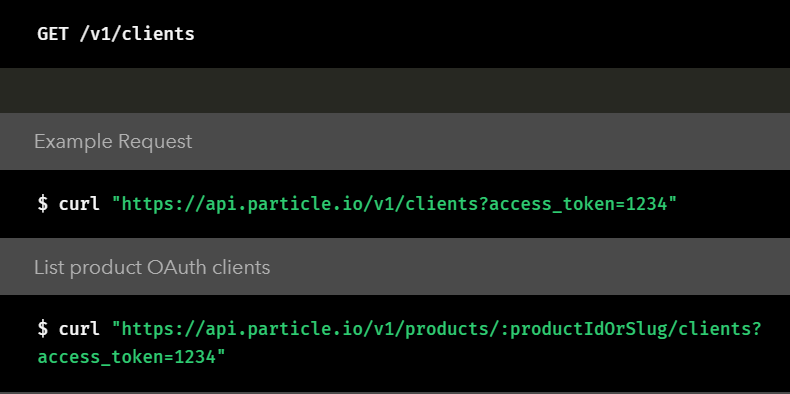 GET /v1/clients
Example Request
$ curl "https://api.particle.io/v1/clients?access_token=1234"
List product OAuth clients
$ curl "https://api.particle.io/v1/products/:productIdOrSlug/clients?
access_token=1234"